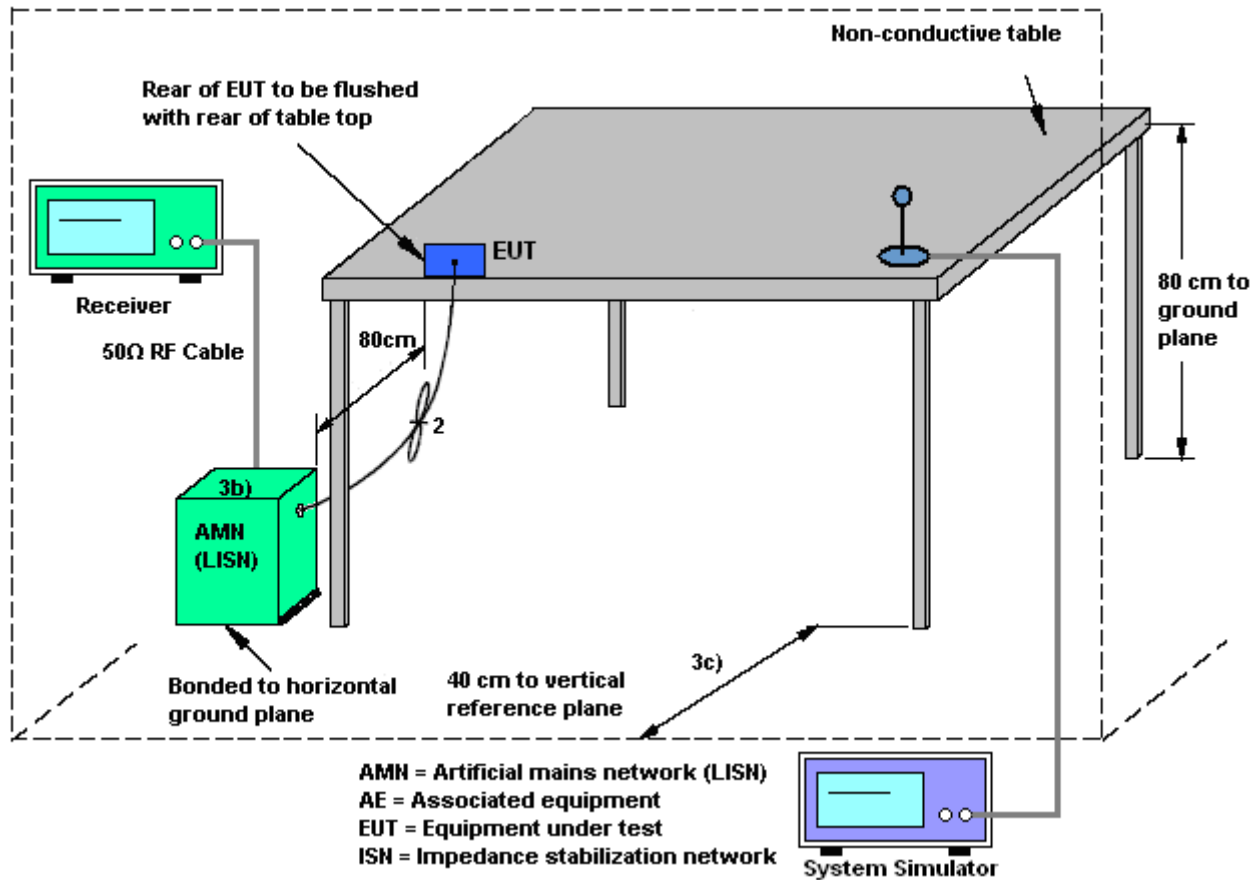 Non-conductive table
Rear of EUT to be flushed
with rear of table top
EUT
Receiver
80cm
80 cm to
ground
plane
50Ω RF Cable
2
3b)
AMN
(LISN)
3c)
Bonded to horizontal
ground plane
40 cm to vertical
reference plane
AMN = Artificial mains network (LISN)
AE = Associated equipment
EUT = Equipment under test
ISN = Impedance stabilization network
System Simulator